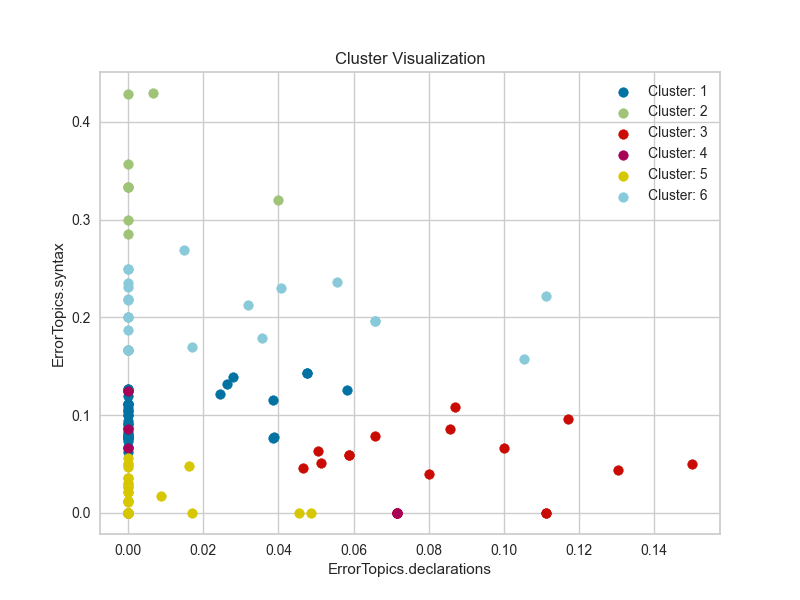 Cluster Visualization
Cluster: 1
Cluster: 2
Cluster: 3
Cluster: 4
Cluster: 5
Cluster: 6
ErrorTopics.syntax
0.4
0.3
0.2
0.1
0.0
0.00 0.02 0.04 0.06 0.08 0.10 0.12 0.14
ErrorTopics.declarations